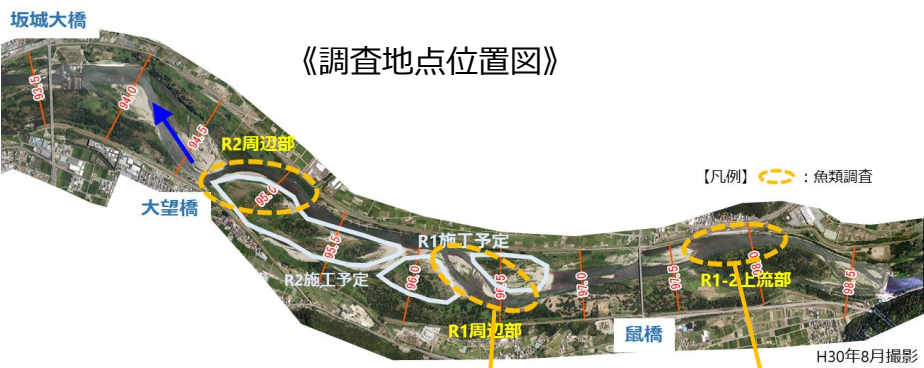 坂城大橋
《調査地点位置図》
93.5
94.0
94.5
R2周辺部
【凡例】 ：魚類調査
95.0
大望橋
95.5
R1施工予定
R2施工予定
96.0
96.5
97.0
97.5
98.0
98.5
R1-2上流部
R1周辺部
鼠橋
H30年8月撮影